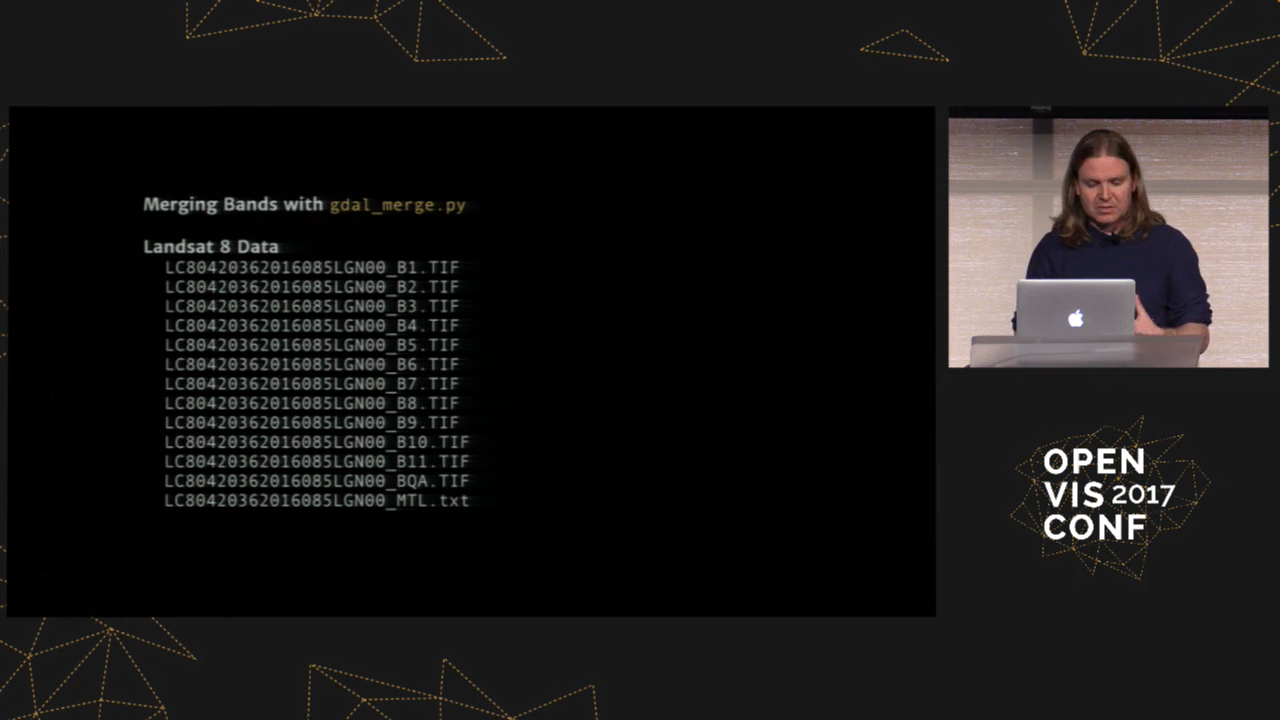 Merging Bands with gdal_merge.py
Landsat 8 Data
LC80420362016085LGN00_B1.TIF
LC80420362016085LGN00_B2.TIF
LC80420362016085LGN00_B3.TIF
LC80420362016085LGN00_B4.TIF
LC80420362016085LGN00_B5.TIF
LC80420362016085LGN00_B6.TIF
LC80420362016085LGN00_B7.TIF
LC80420362016085LGN00_B8.TIF
LC80420362016085LGN00_B9.TIF
LC80420362016085LGN00_B10.TIF
LC80420362016085LGN00_B11.TIF
LC80420362016085LGN00_BQA.TIF
LC80420362016085LGN00_MTL.txt
OPEN
VIS 2017
CONF